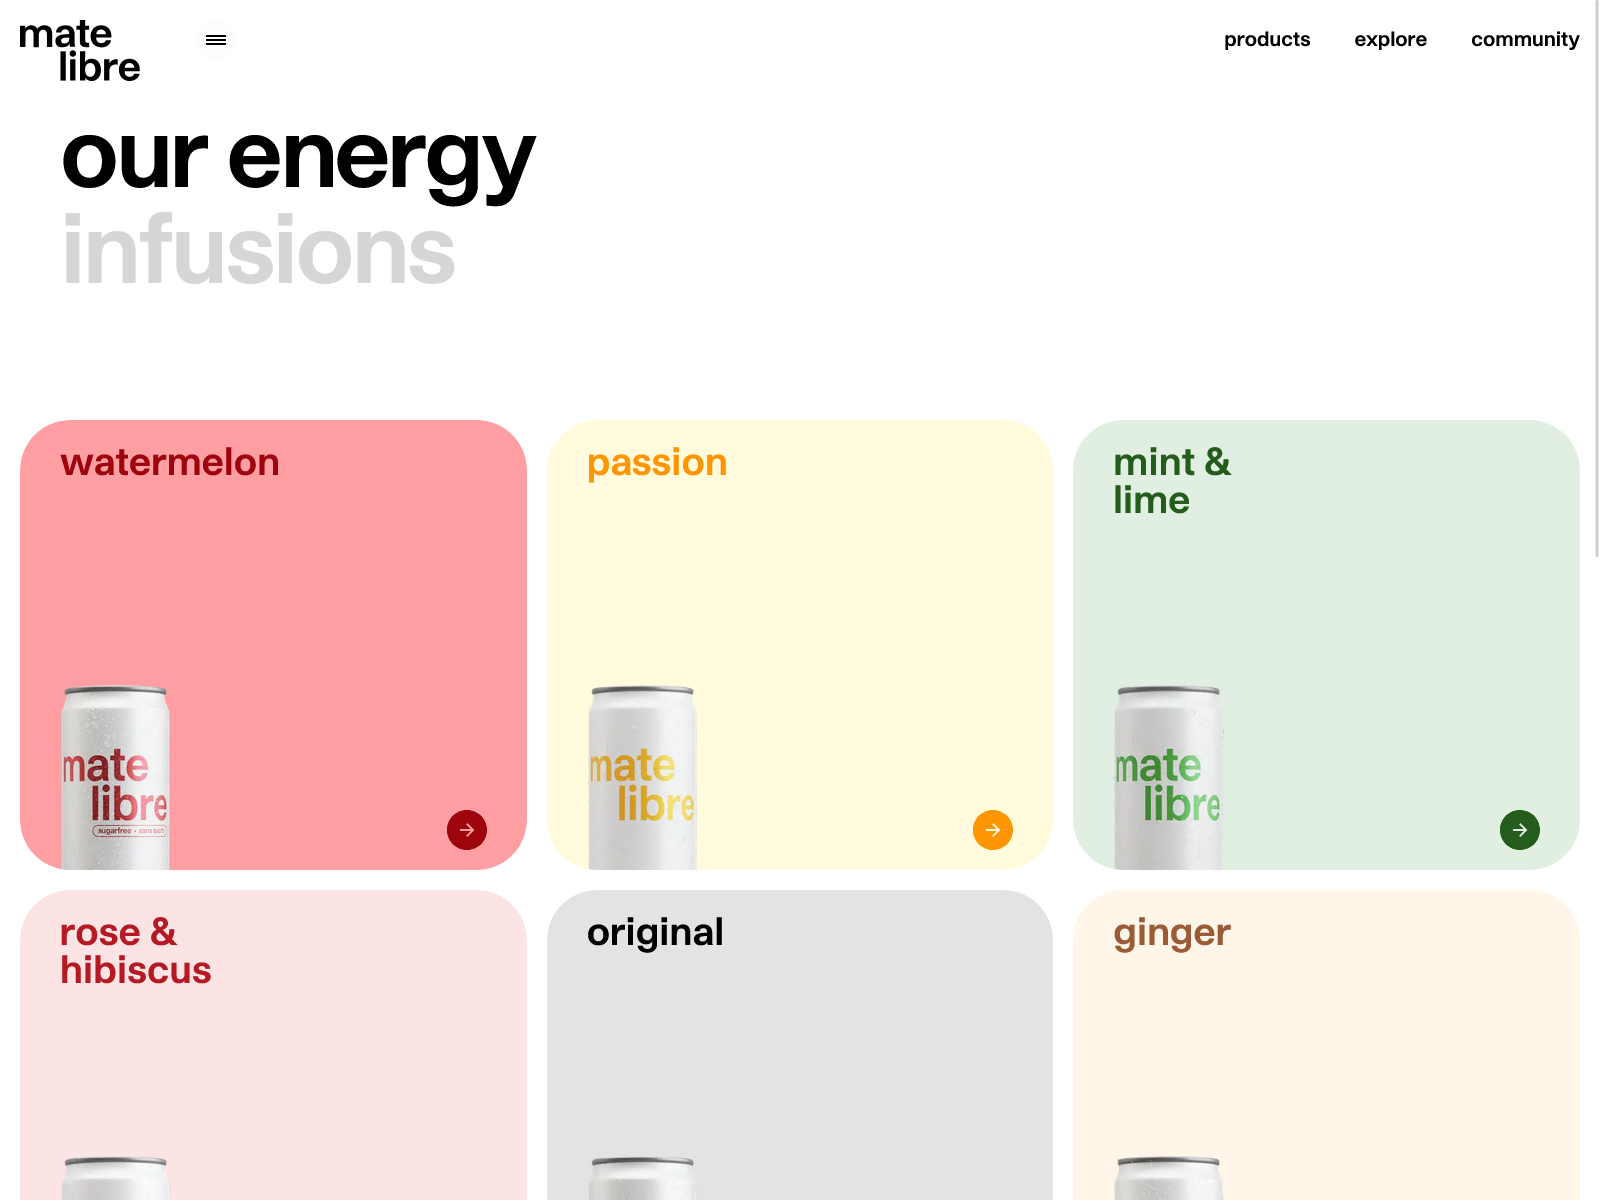 mate
libre
products explore community
our energy
infusions
watermelon
passion
mint &
lime
mate
libre
sugarfree • sans sucre
mate
libre
mate
libre
rose &
hibiscus
original
ginger